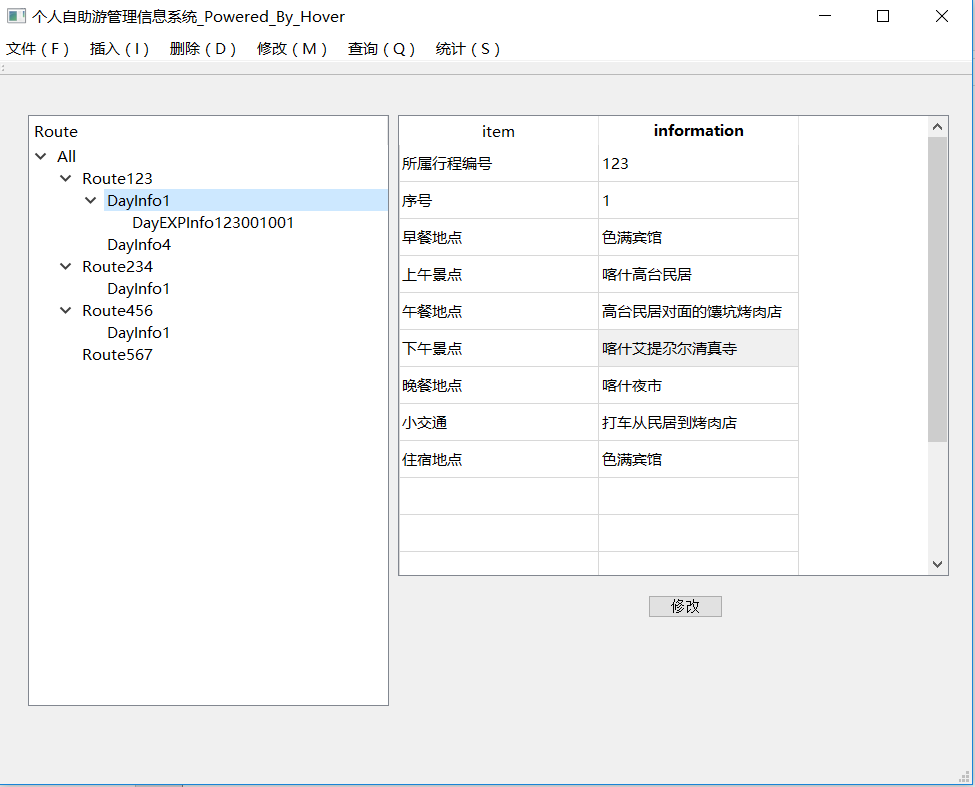 个人自助游管理信息系统_Powered_By_Hover
文件 ( F ) 插入 ( I ) 删除 ( D ) 修改 ( M ) 查询 ( Q ) 统计 ( S )
Route
All
Route123
DayInfo1
DayEXPInfo123001001
DayInfo4
Route234
DayInfo1
Route456
DayInfo1
Route567
item information
所属行程编号 123
序号 1
早餐地点 色满宾馆
上午景点 喀什高台民居
午餐地点 高台民居对面的馕坑烤肉店
下午景点 喀什艾提尕尔清真寺
晚餐地点 喀什夜市
小交通 打车从民居到烤肉店
住宿地点 色满宾馆
修改